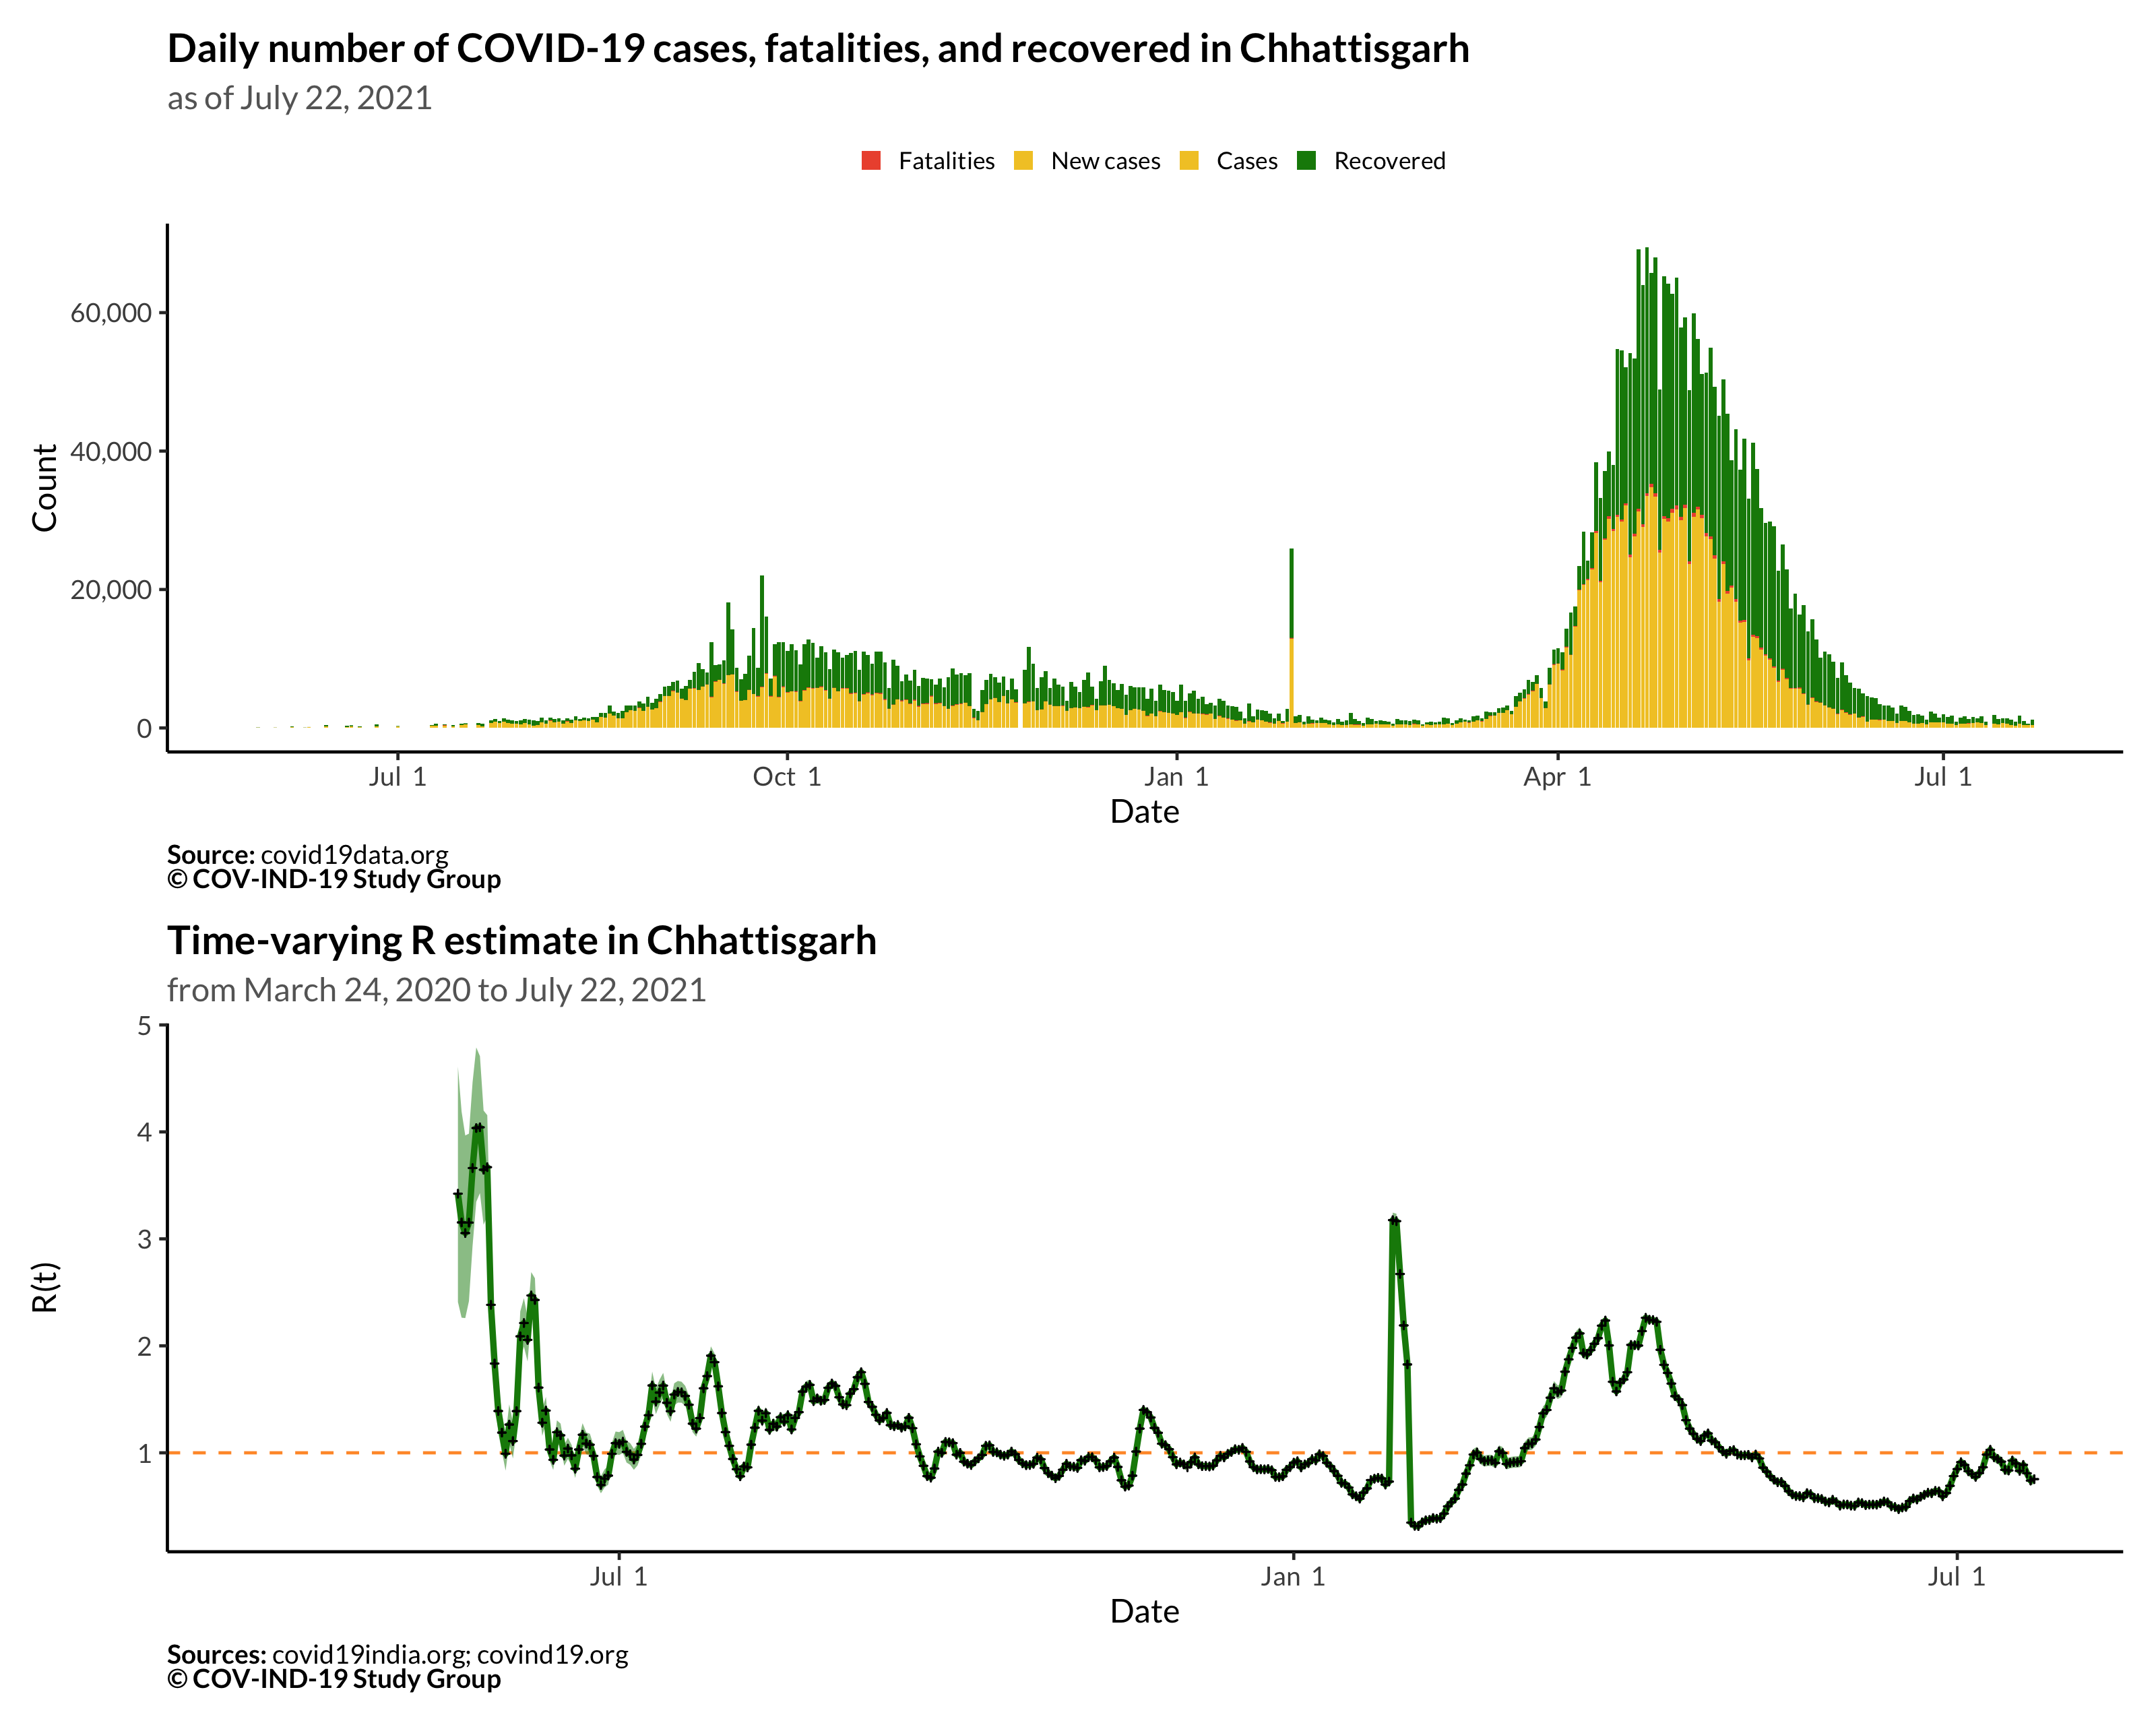 Daily number of COVID-19 cases, fatalities, and recovered in Chhattisgarh
as of July 22, 2021
Fatalities New cases Cases Recovered
Count
60,000
40,000
20,000
0
Jul 1 Oct 1 Jan 1 Apr 1 Jul 1
Date
Source: covid19data.org
© COV-IND-19 Study Group
Time-varying R estimate in Chhattisgarh
from March 24, 2020 to July 22, 2021
R(t)
5
4
3
2
1
Jul 1 Jan 1 Jul 1
Date
Sources: covid19india.org; covind19.org
© COV-IND-19 Study Group